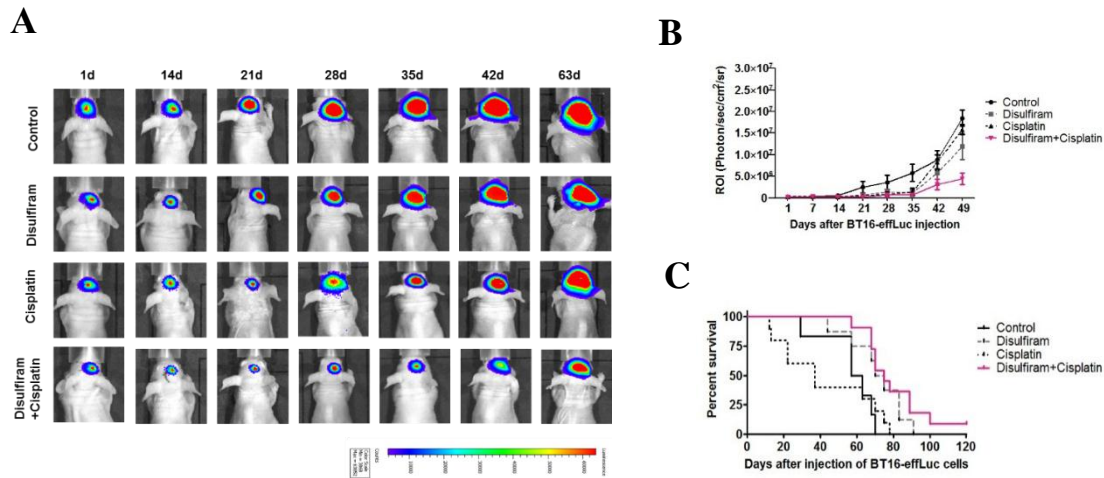 A
1d 14d 21d 28d 35d 42d 63d
Control
Disulfiram
Cisplatin
Disulfiram
+Cisplatin
Luminescence
B
3.0×10⁷
2.5×10⁷
2.0×10⁷
1.5×10⁷
1.0×10⁷
5.0×10⁶
0
ROI (Photon/sec/cm²/sr)
1 7 14 21 28 35 42 49
Days after BT16-effLuc injection
Control
Disulfiram
Cisplatin
Disulfiram+Cisplatin
C
100
75
50
25
0
Percent survival
0 20 40 60 80 100 120
Days after injection of BT16-effLuc cells
Control
Disulfiram
Cisplatin
Disulfiram+Cisplatin